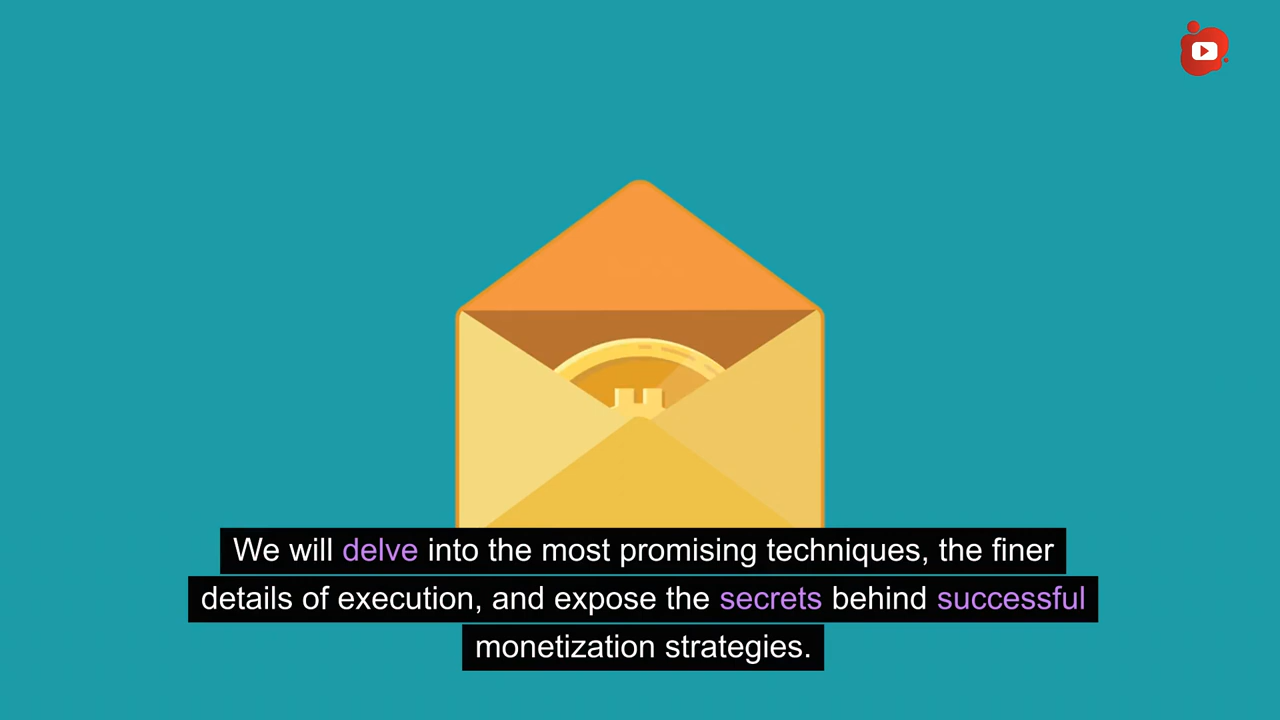 We will delve into the most promising techniques, the finer
details of execution, and expose the secrets behind successful
monetization strategies.